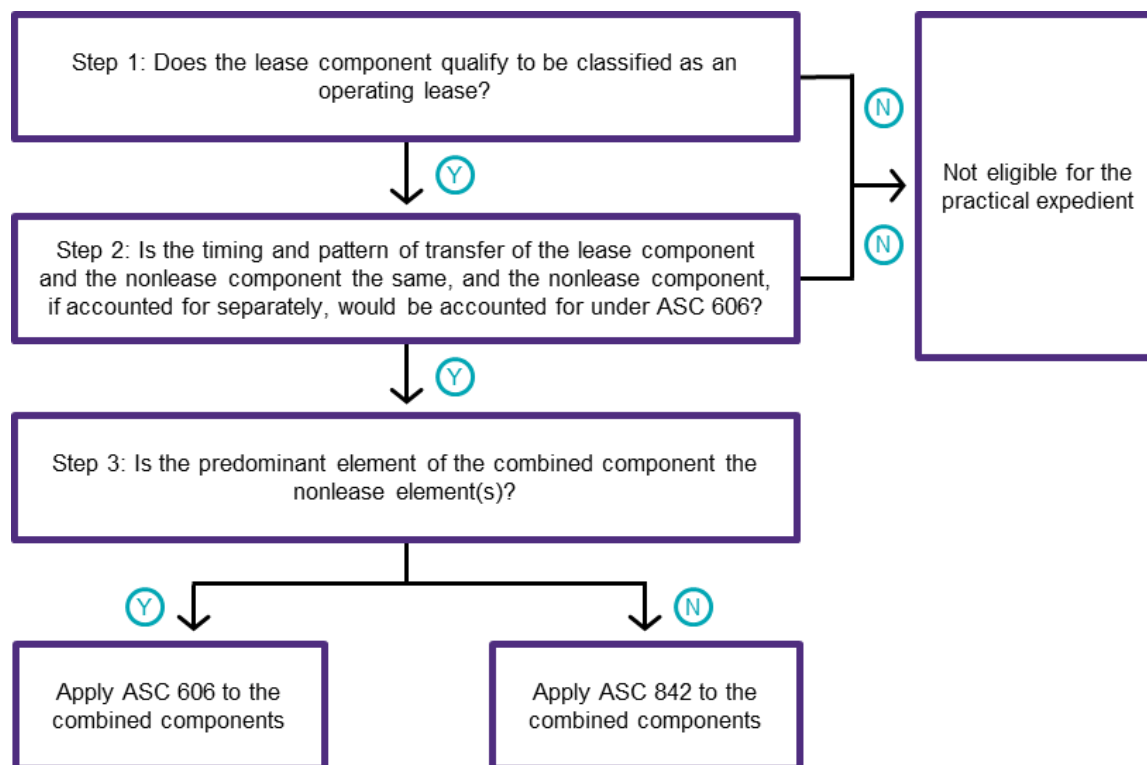 Step 1: Does the lease component qualify to be classified as an
operating lease?
N
Y
Not eligible for the
practical expedient
N
Step 2: Is the timing and pattern of transfer of the lease component
and the nonlease component the same, and the nonlease component,
if accounted for separately, would be accounted for under ASC 606?
Y
Step 3: Is the predominant element of the combined component the
nonlease element(s)?
Y
N
Apply ASC 606 to the
combined components
Apply ASC 842 to the
combined components